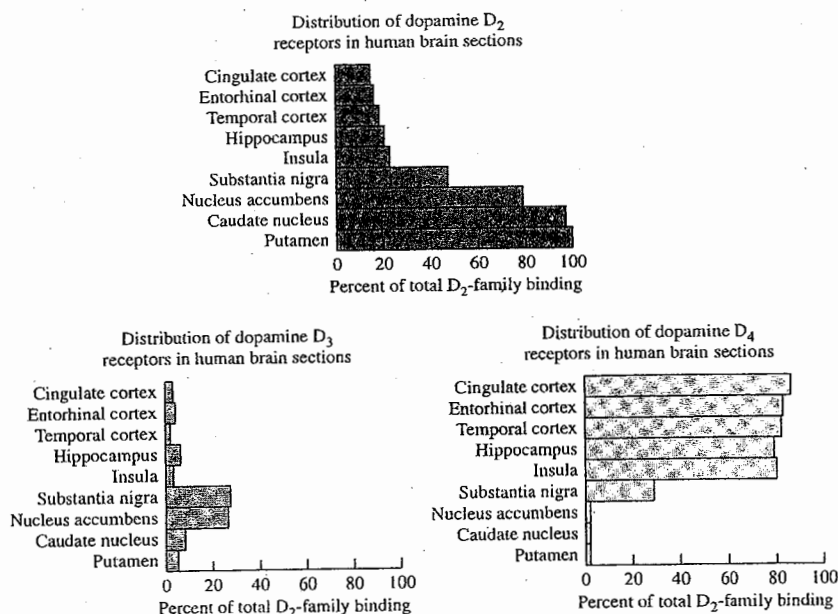 Distribution of dopamine D₂
receptors in human brain sections
Cingulate cortex
Entorhinal cortex
Temporal cortex
Hippocampus
Insula
Substantia nigra
Nucleus accumbens
Caudate nucleus
Putamen
0 20 40 60 80 100
Percent of total D₂-family binding
Distribution of dopamine D₃
receptors in human brain sections
Cingulate cortex
Entorhinal cortex
Temporal cortex
Hippocampus
Insula
Substantia nigra
Nucleus accumbens
Caudate nucleus
Putamen
0 20 40 60 80 100
Percent of total D₂-family binding
Distribution of dopamine D₄
receptors in human brain sections
Cingulate cortex
Entorhinal cortex
Temporal cortex
Hippocampus
Insula
Substantia nigra
Nucleus accumbens
Caudate nucleus
Putamen
0 20 40 60 80 100
Percent of total D₂-family binding